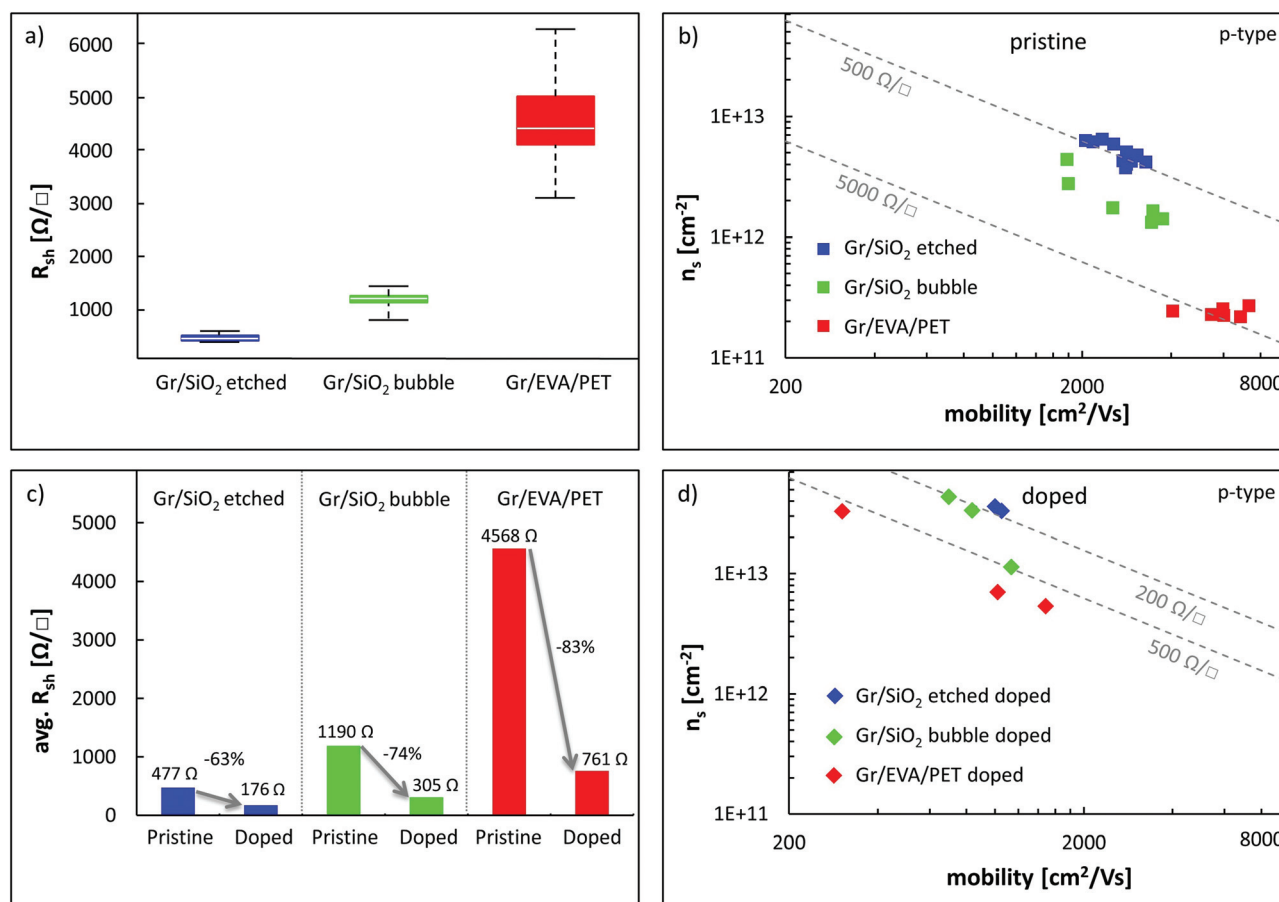 a)
6000
5000
4000
3000
2000
1000
Rsh [Ω/□]
Gr/SiO2 etched
Gr/SiO2 bubble
Gr/EVA/PET
b)
pristine
p-type
500 Ω/□
5000 Ω/□
1E+13
1E+12
1E+11
ns [cm-2]
Gr/SiO2 etched
Gr/SiO2 bubble
Gr/EVA/PET
200
2000
8000
mobility [cm2/Vs]
c)
Gr/SiO2 etched
Gr/SiO2 bubble
Gr/EVA/PET
5000
4000
3000
2000
1000
0
avg. Rsh [Ω/□]
4568 Ω
-83%
1190 Ω
-74%
761 Ω
477 Ω
-63%
176 Ω
305 Ω
Pristine
Doped
Pristine
Doped
Pristine
Doped
d)
doped
p-type
200 Ω/□
500 Ω/□
1E+13
1E+12
1E+11
ns [cm-2]
Gr/SiO2 etched doped
Gr/SiO2 bubble doped
Gr/EVA/PET doped
200
2000
8000
mobility [cm2/Vs]